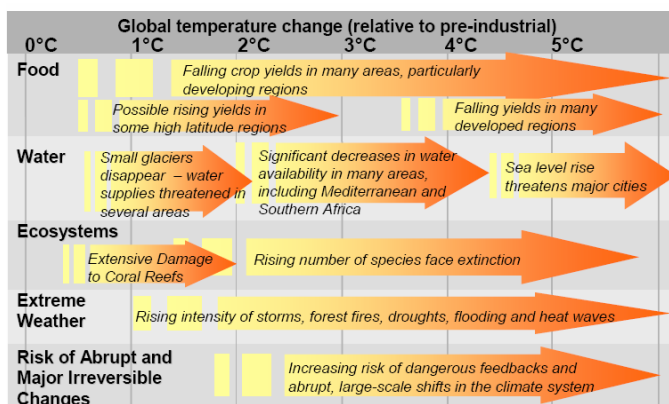 Global temperature change (relative to pre-industrial)
0°C 1°C 2°C 3°C 4°C 5°C
Food
Falling crop yields in many areas, particularly
developing regions
Possible rising yields in
some high latitude regions
Falling yields in many
developed regions
Water
Small glaciers
disappear – water
supplies threatened in
several areas
Significant decreases in water
availability in many areas,
including Mediterranean and
Southern Africa
Sea level rise
threatens major cities
Ecosystems
Extensive Damage
to Coral Reefs
Rising number of species face extinction
Extreme
Weather
Rising intensity of storms, forest fires, droughts, flooding and heat waves
Risk of Abrupt and
Major Irreversible
Changes
Increasing risk of dangerous feedbacks and
abrupt, large-scale shifts in the climate system